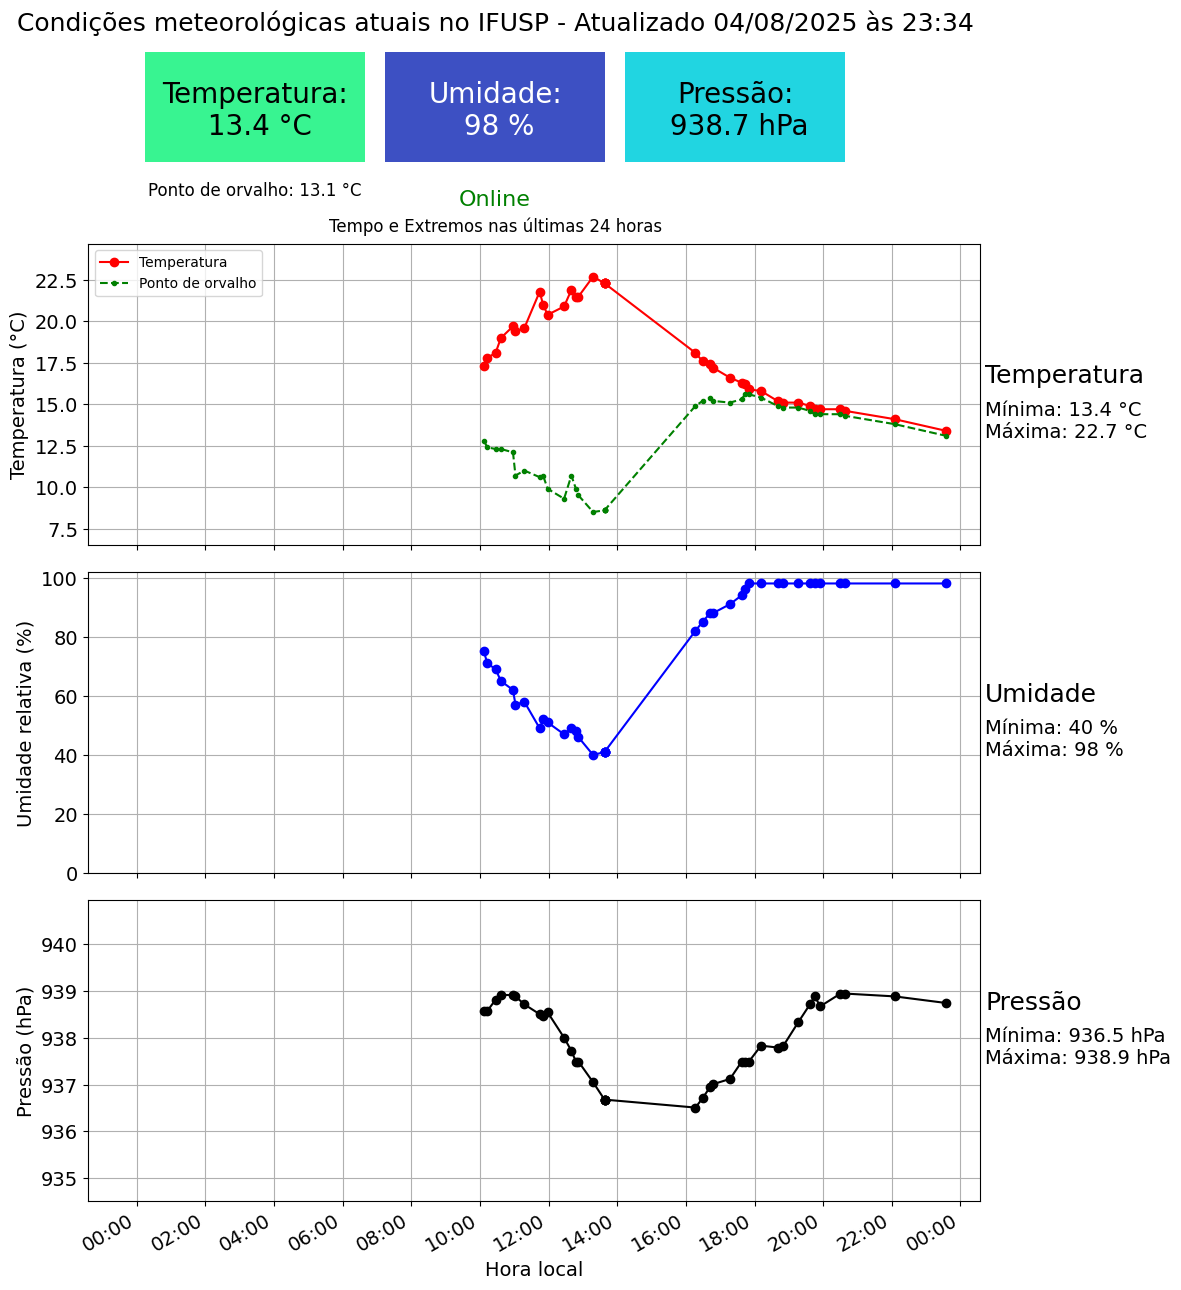 Condições meteorológicas atuais no IFUSP - Atualizado 04/08/2025 às 23:34
Temperatura:
13.4 °C
Umidade:
98 %
Pressão:
938.7 hPa
Ponto de orvalho: 13.1 °C
Online
Tempo e Extremos nas últimas 24 horas
Temperatura
Ponto de orvalho
22.5
20.0
17.5
15.0
12.5
10.0
7.5
Temperatura (°C)
Temperatura
Mínima: 13.4 °C
Máxima: 22.7 °C
100
80
60
40
20
0
Umidade relativa (%)
Umidade
Mínima: 40 %
Máxima: 98 %
940
939
938
937
936
935
Pressão (hPa)
Pressão
Mínima: 936.5 hPa
Máxima: 938.9 hPa
00:00 02:00 04:00 06:00 08:00 10:00 12:00 14:00 16:00 18:00 20:00 22:00 00:00
Hora local